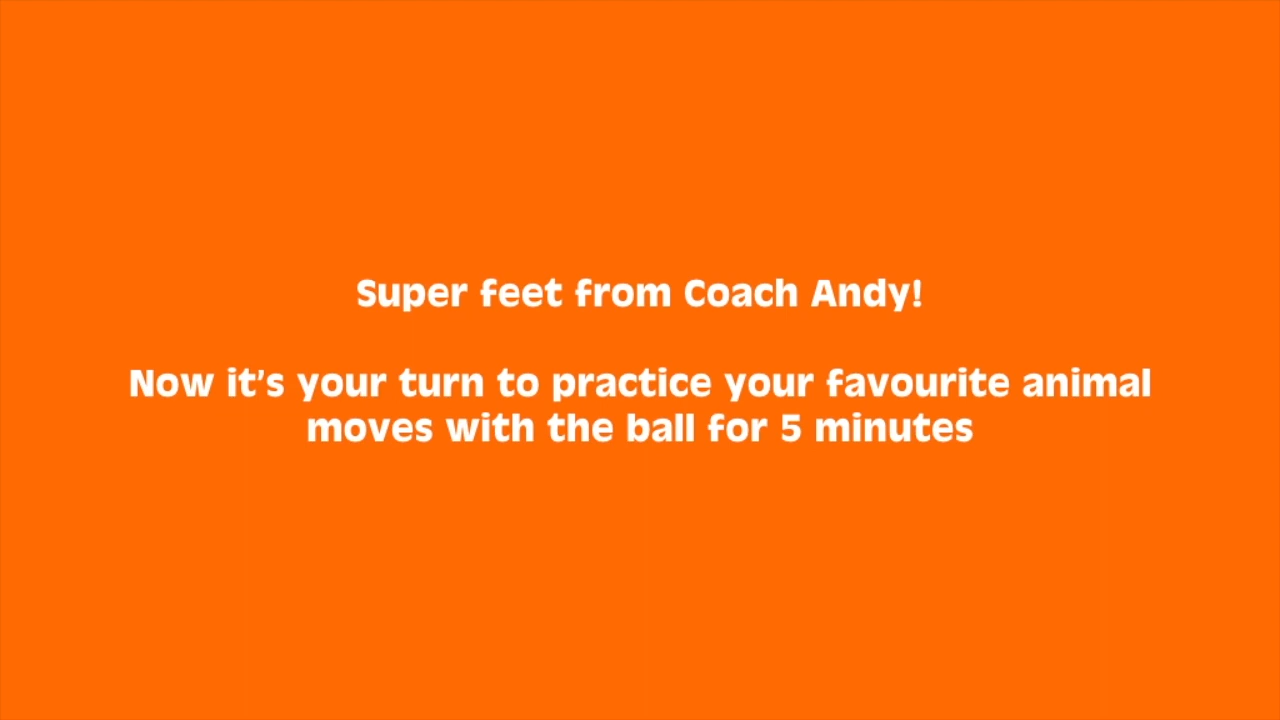 Super feet from Coach Andy!
Now it's your turn to practice your favourite animal
moves with the ball for 5 minutes